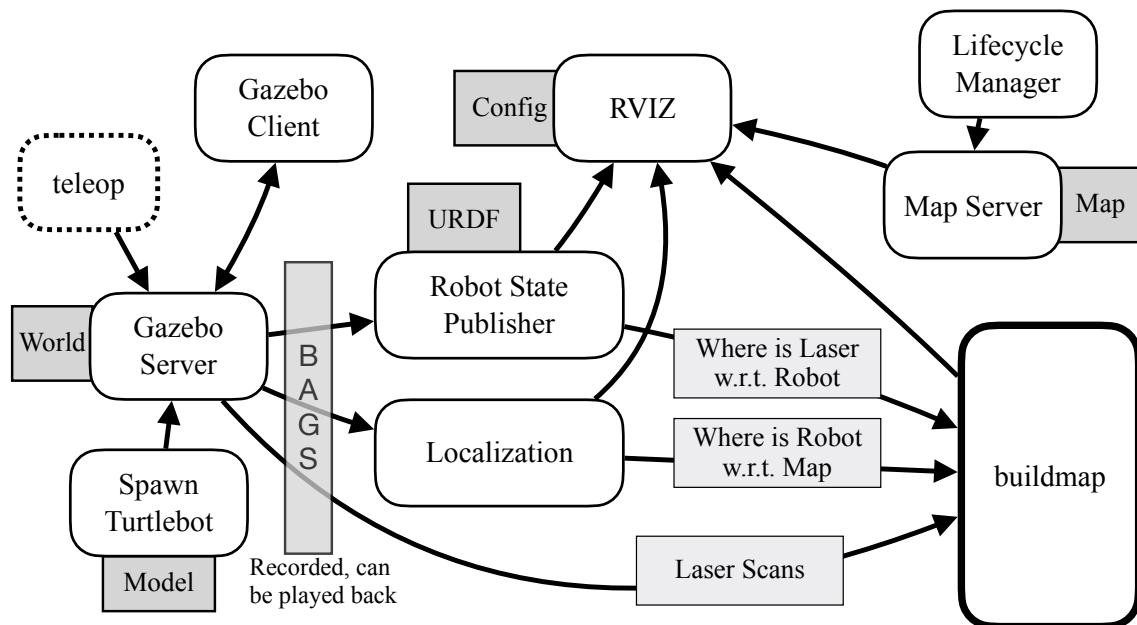 Lifecycle
Manager
Gazebo
Client
Config
RVIZ
teleop
Map Server
Map
URDF
Robot State
Publisher
World
Gazebo
Server
B
A
G
S
Where is Laser
w.r.t. Robot
Localization
Where is Robot
w.r.t. Map
buildmap
Spawn
Turtlebot
Model
Recorded, can
be played back
Laser Scans